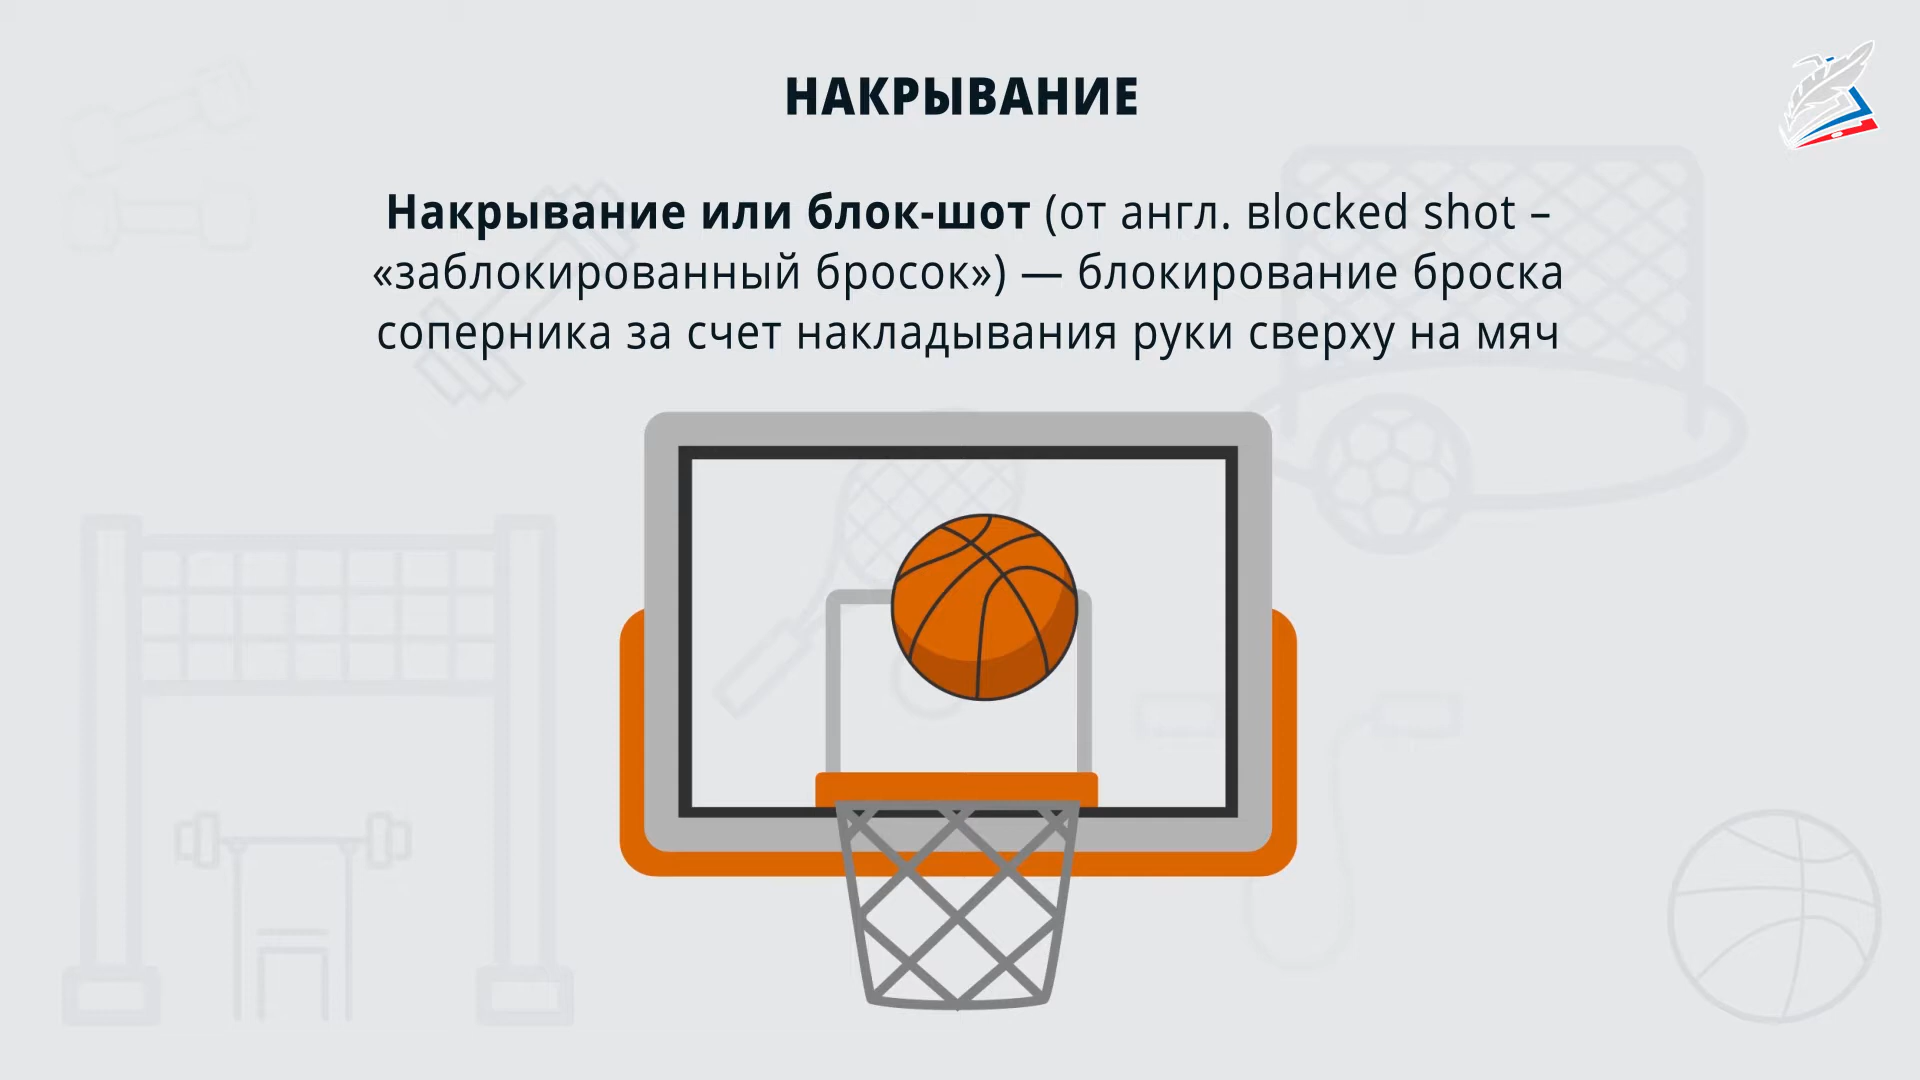 НАКРЫВАНИЕ
Накрывание или блок-шот (от англ. вlocked shot –
«заблокированный бросок») — блокирование броска
соперника за счет накладывания руки сверху на мяч